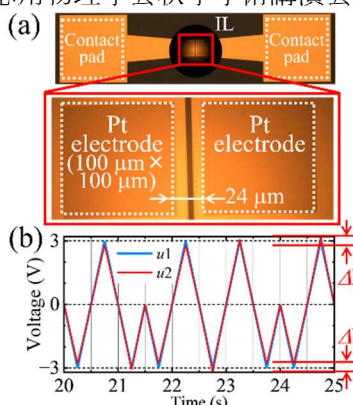 (a)
Contact
pad
IL
Contact
pad
Pt
electrode
(100 μm×
100 μm)
Pt
electrode
24 μm
(b)
Voltage (V)
3
0
−3
u1
u2
Δ
Δ
20 21 22 23 24 25
Time (s)